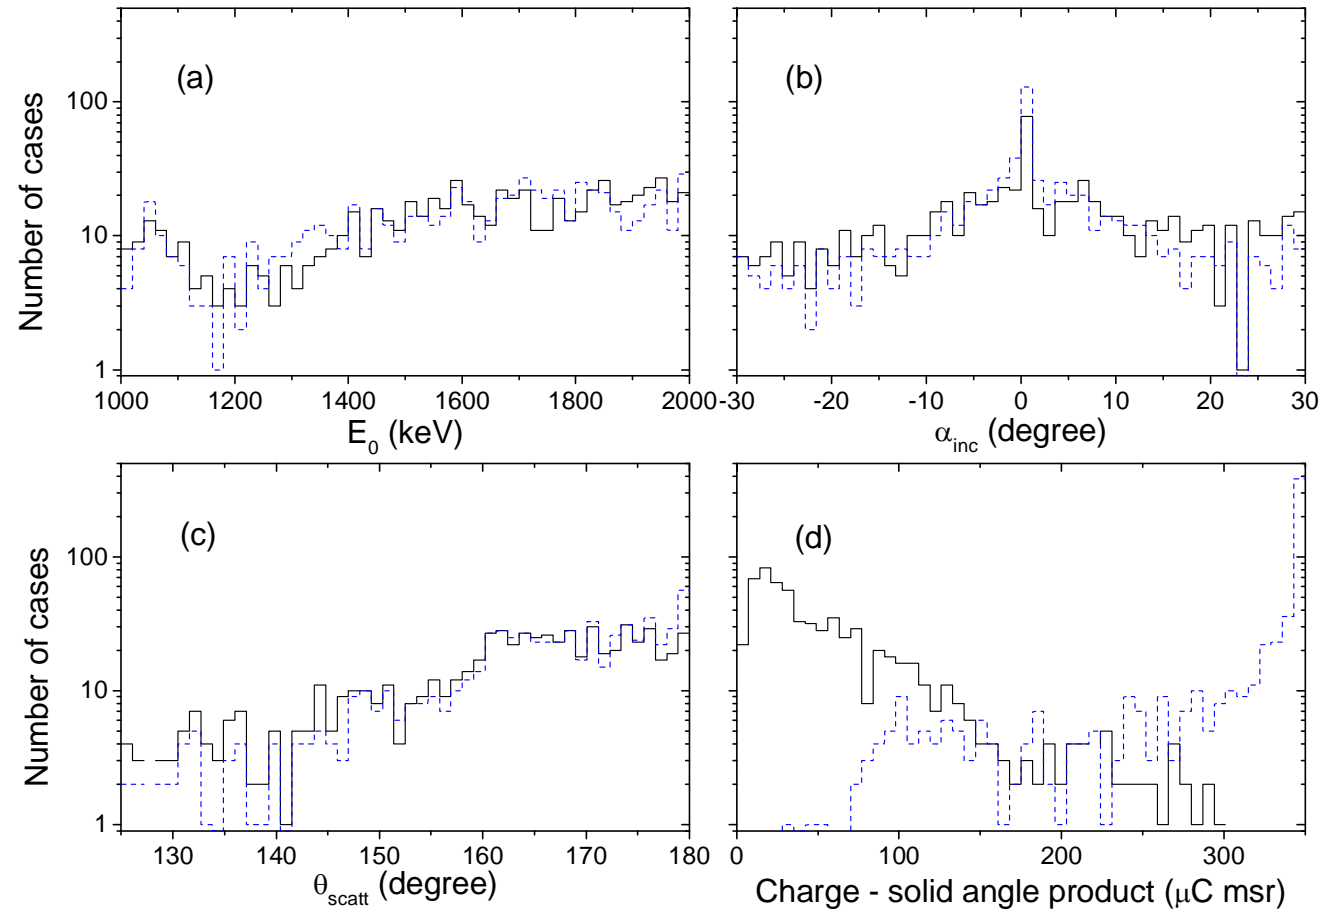 (a)
(b)
Number of cases
100
10
1
1000 1200 1400 1600 1800 2000
-30 -20 -10 0 10 20 30
E0 (keV)
αinc (degree)
(c)
(d)
Number of cases
100
10
1
130 140 150 160 170 180
0 100 200 300
θscatt (degree)
Charge - solid angle product (μC msr)